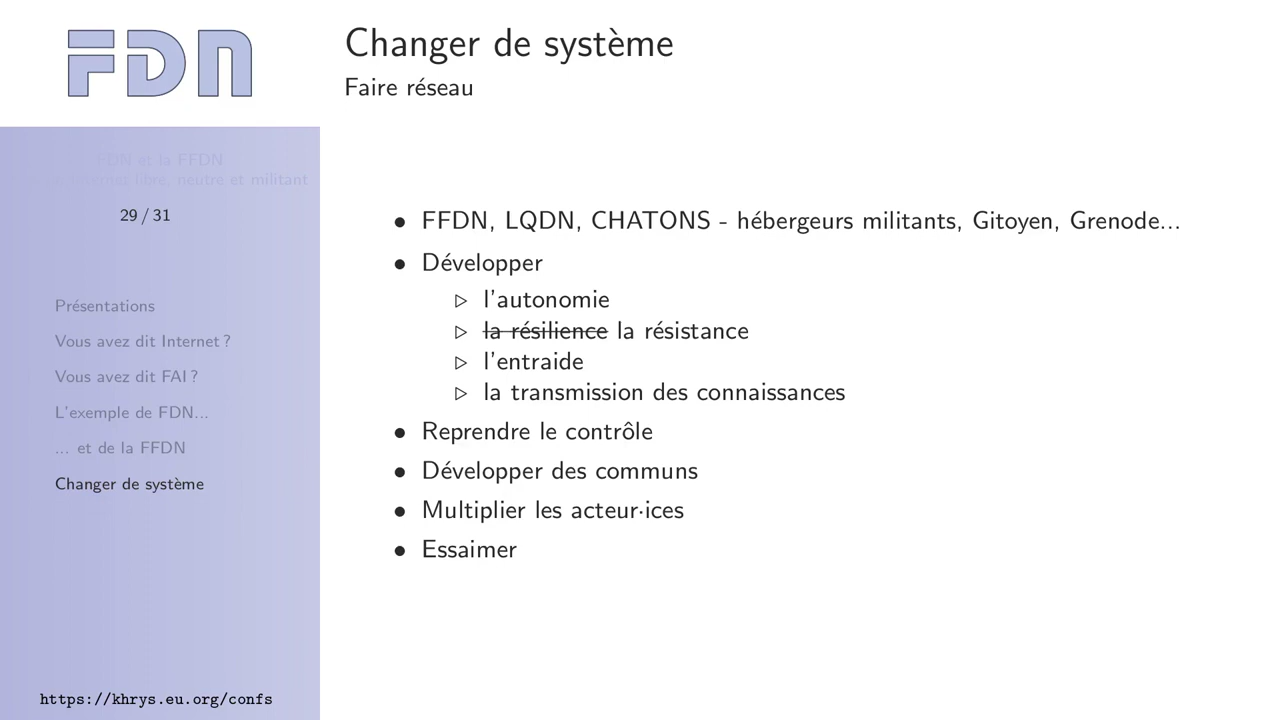 FDN
Changer de système
Faire réseau
FDN et la FFDN
internet libre, neutre et militant
29 / 31
Présentations
Vous avez dit Internet ?
Vous avez dit FAI ?
L'exemple de FDN...
... et de la FFDN
Changer de système
• FFDN, LQDN, CHATONS - hébergeurs militants, Gitoyen, Grenode...
• Développer
▷ l'autonomie
▷ la résilience la résistance
▷ l'entraide
▷ la transmission des connaissances
• Reprendre le contrôle
• Développer des communs
• Multiplier les acteur·ices
• Essaimer
https://khrys.eu.org/confs